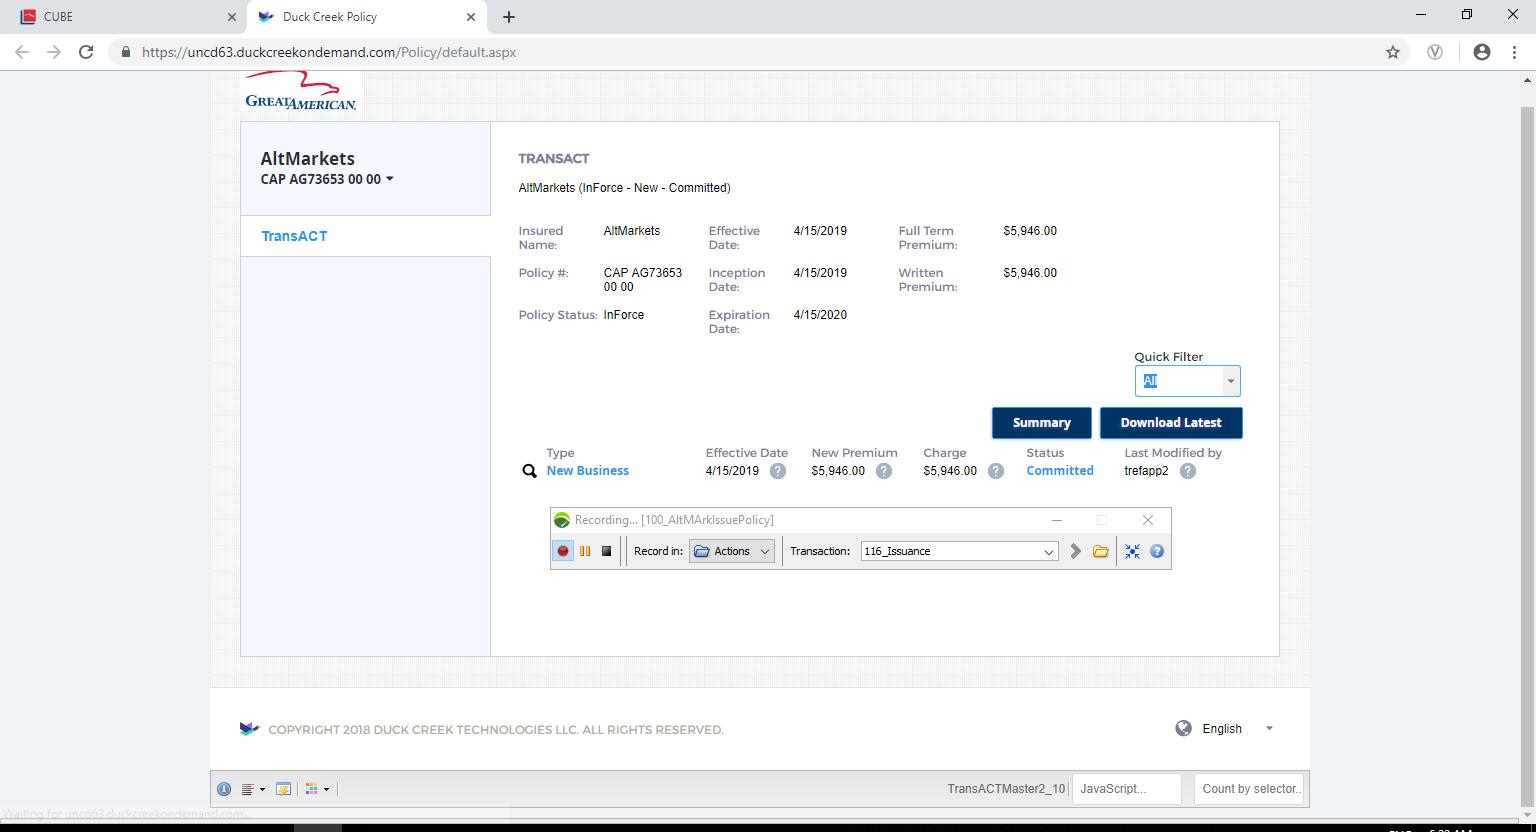 CUBE
Duck Creek Policy
https://uncd63.duckcreekondemand.com/Policy/default.aspx
GREATAMERICAN.
AltMarkets
CAP AG73653 00 00
TransACT
TRANSACT
AltMarkets (InForce - New - Committed)
Insured Name: AltMarkets Effective Date: 4/15/2019 Full Term Premium: $5,946.00
Policy #: CAP AG73653 00 00 Inception Date: 4/15/2019 Written Premium: $5,946.00
Policy Status: InForce Expiration Date: 4/15/2020
Quick Filter
All
Summary Download Latest
Type Effective Date New Premium Charge Status Last Modified by
New Business 4/15/2019 ? $5,946.00 ? $5,946.00 ? Committed trefapp2 ?
Recording... [100_AltMArkIssuePolicy]
Record in: Actions Transaction: 116_Issuance
COPYRIGHT 2018 DUCK CREEK TECHNOLOGIES LLC. ALL RIGHTS RESERVED.
English
TransACTMaster2_10 JavaScript... Count by selector..
Waiting for uncd63.duckcreekondemand.com...